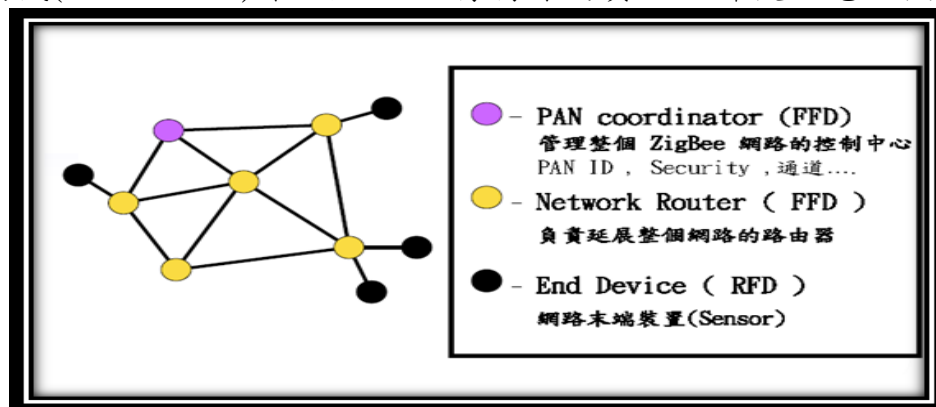 PAN coordinator (FFD)
管理整個 ZigBee 網路的控制中心
PAN ID , Security ,通道....
Network Router ( FFD )
負責延展整個網路的路由器
End Device ( RFD )
網路末端裝置(Sensor)